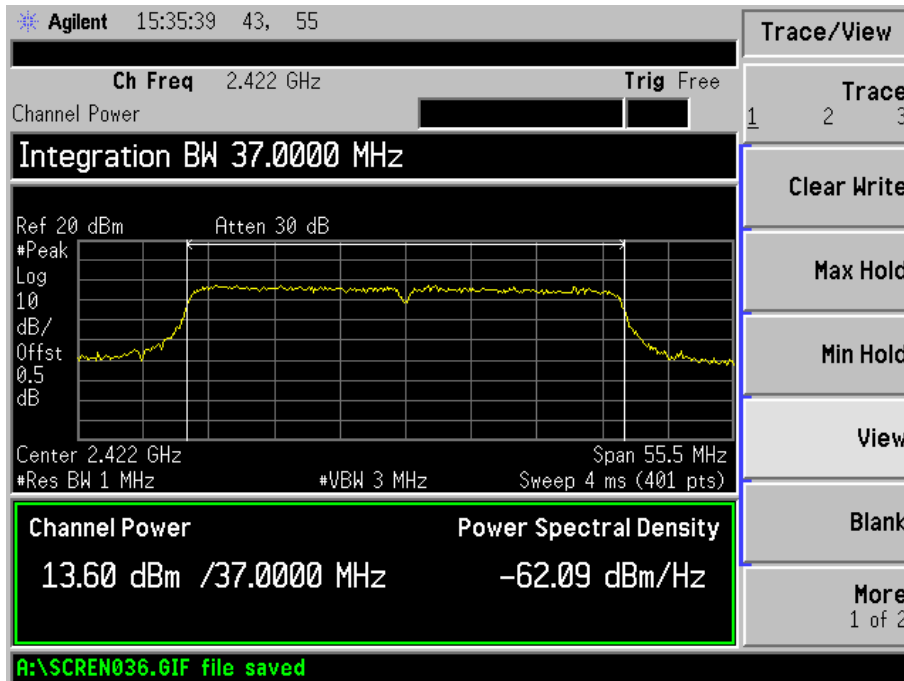 Agilent 15:35:39 43, 55
Trace/View
Ch Freq 2.422 GHz Trig Free
Channel Power
Trace
1 2 3
Integration BW 37.0000 MHz
Clear Write
Ref 20 dBm Atten 30 dB
#Peak
Log
10
dB/
Offst
0.5
dB
Max Hold
Min Hold
Center 2.422 GHz Span 55.5 MHz
#Res BW 1 MHz #VBW 3 MHz Sweep 4 ms (401 pts)
View
Channel Power Power Spectral Density
13.60 dBm /37.0000 MHz -62.09 dBm/Hz
Blank
More
1 of 2
A:\SCREN036.GIF file saved